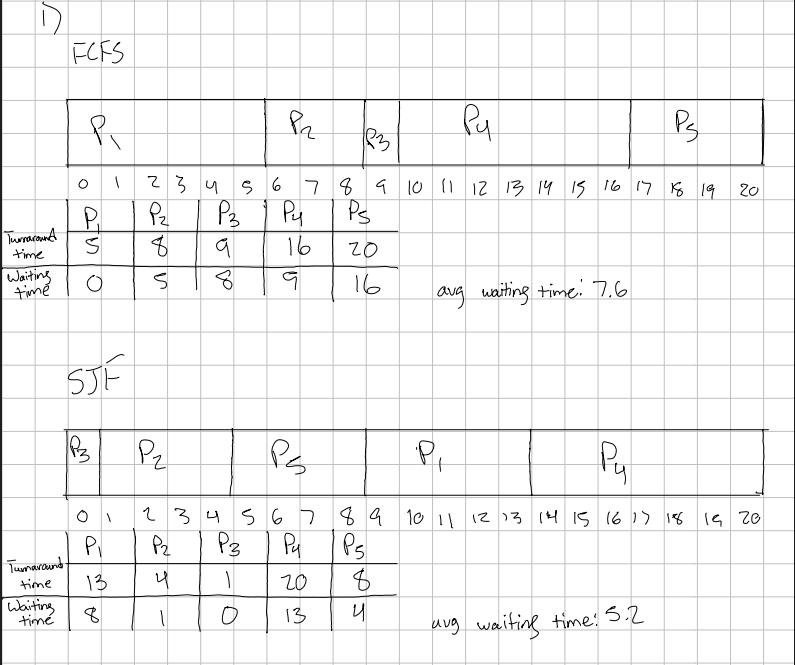 1)
FCFS
P1 P2 P3 P4 P5
0 1 2 3 4 5 6 7 8 9 10 11 12 13 14 15 16 17 18 19 20
P1 P2 P3 P4 P5
Turnaround time 5 8 9 16 20
Waiting time 0 5 8 9 16
avg waiting time: 7.6
SJF
P3 P2 P5 P1 P4
0 1 2 3 4 5 6 7 8 9 10 11 12 13 14 15 16 17 18 19 20
P1 P2 P3 P4 P5
Turnaround time 13 4 1 20 8
Waiting time 8 1 0 13 4
avg waiting time: 5.2